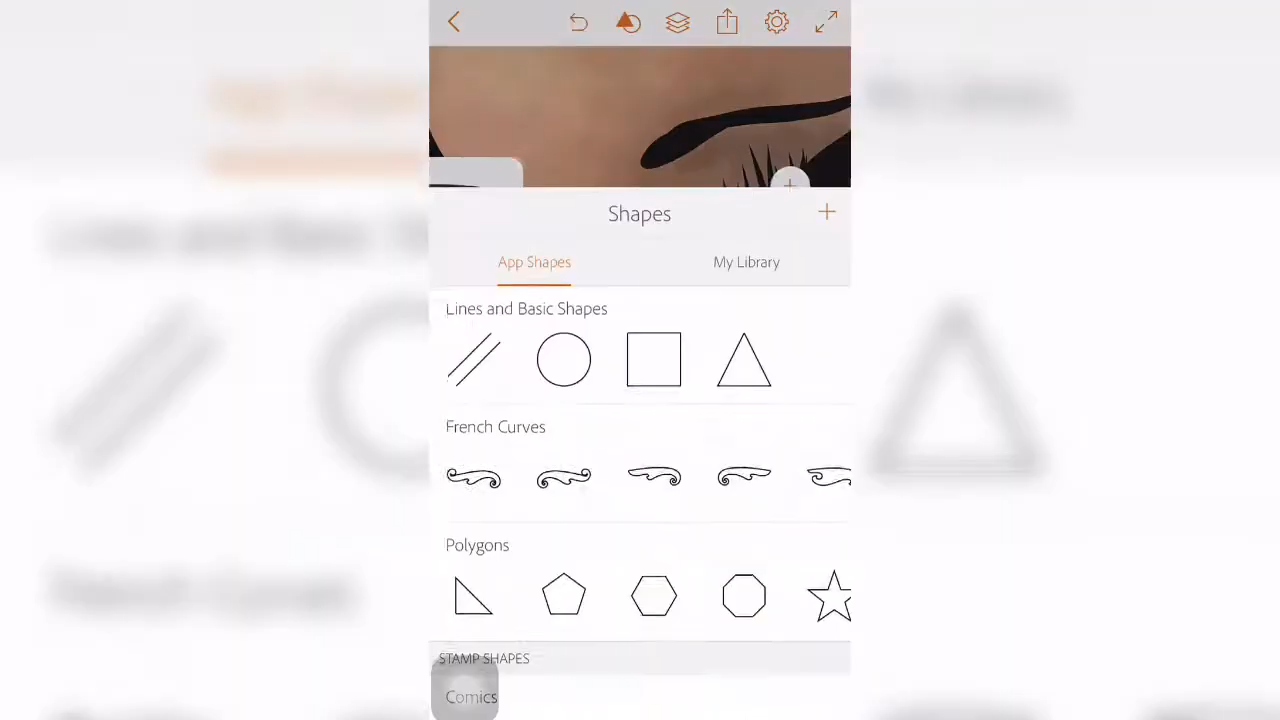 Shapes
App Shapes
My Library
Lines and Basic Shapes
French Curves
Polygons
STAMP SHAPES
Comics